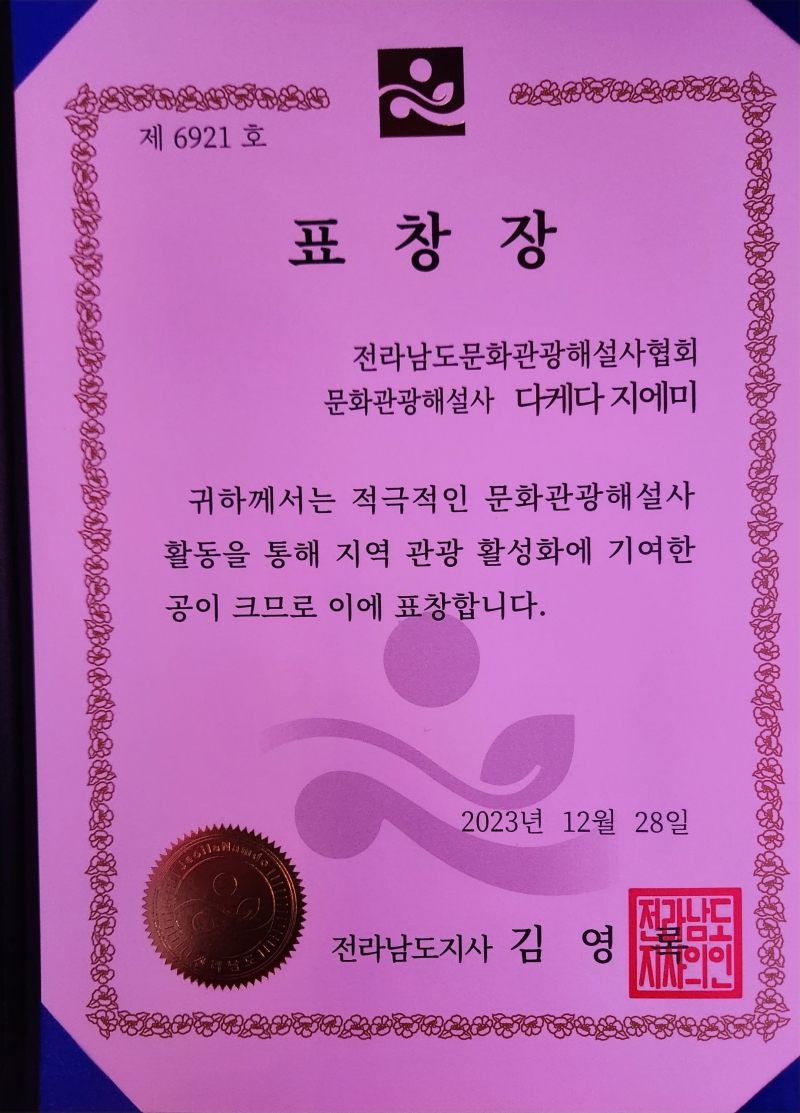 제 6921 호
표 창 장
전라남도문화관광해설사협회
문화관광해설사 다케다 지에미
귀하께서는 적극적인 문화관광해설사
활동을 통해 지역 관광 활성화에 기여한
공이 크므로 이에 표창합니다.
2023년 12월 28일
JeollaNamdo
전라남도
전라남도지사 김 영 록
전라남도
지사의인